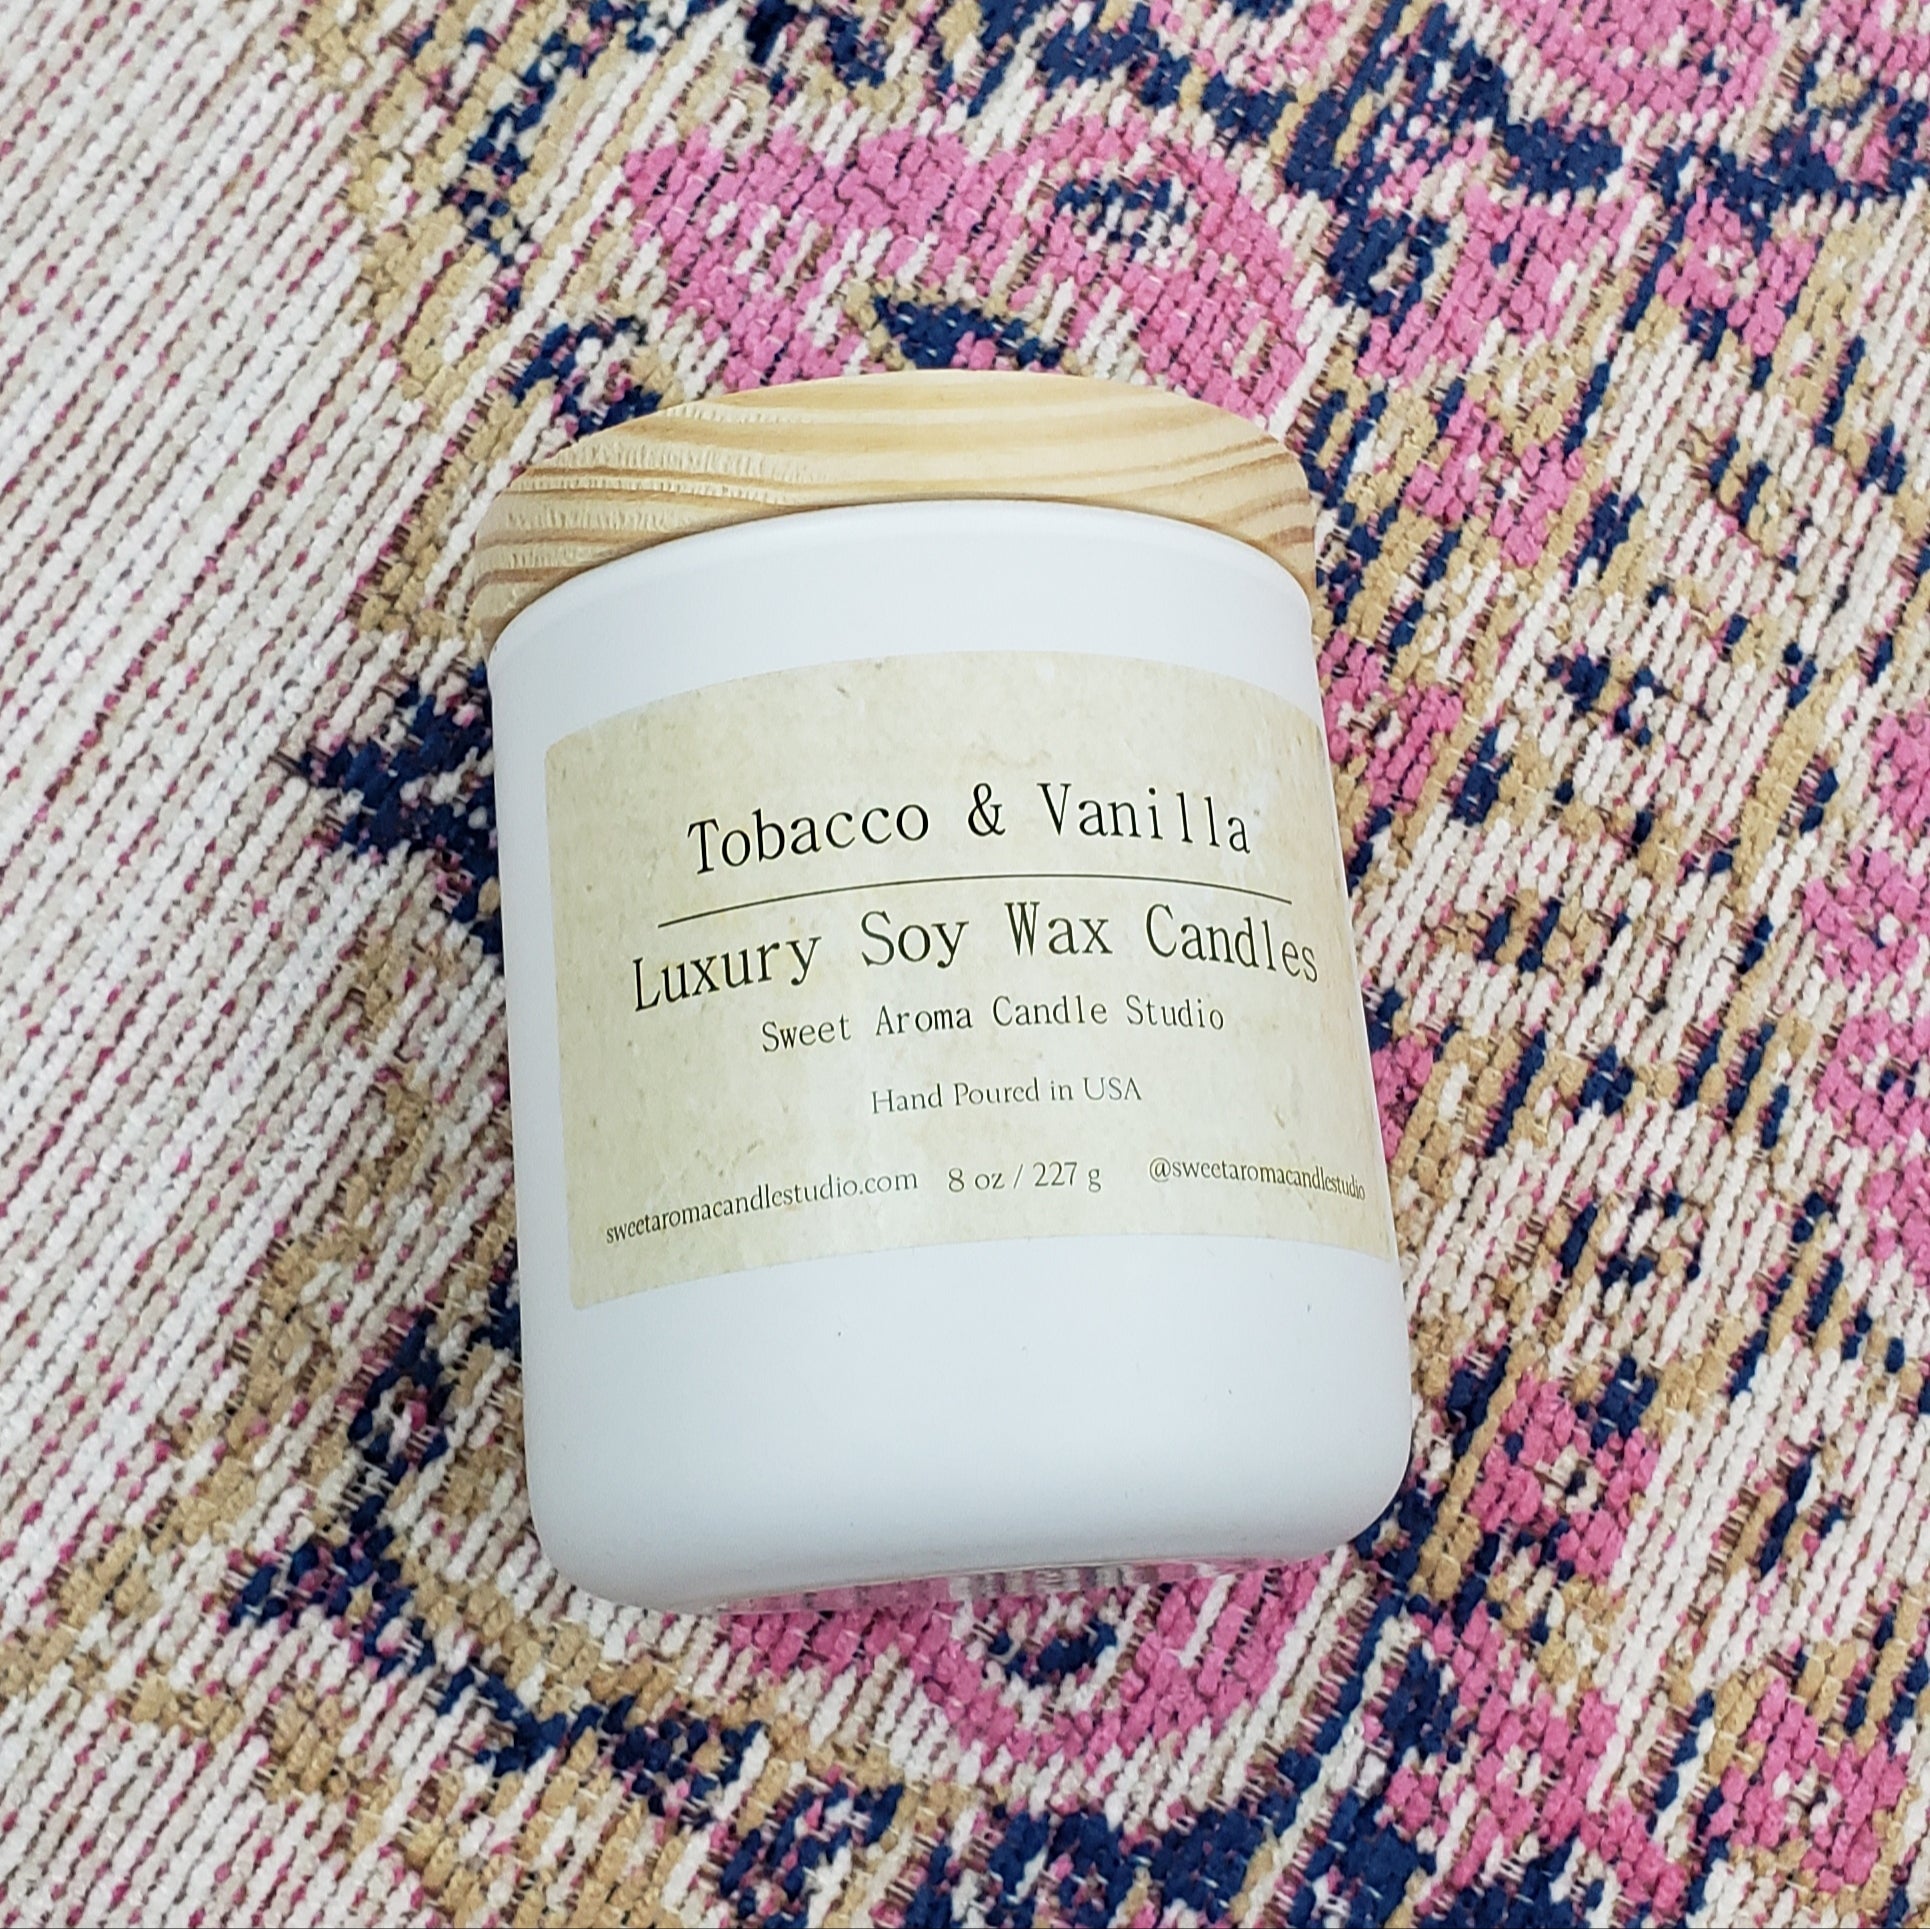 Tobacco & Vanilla
Luxury Soy Wax Candles
Sweet Aroma Candle Studio
Hand Poured in USA
sweetaromacandlestudio.com 8 oz / 227 g @sweetaromacandlestudio